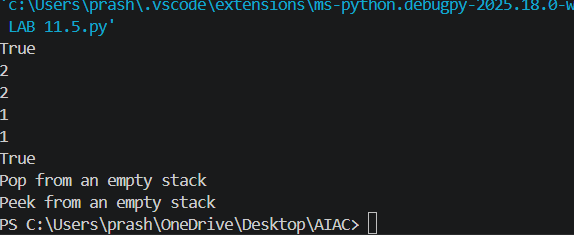 'c:\Users\prash\.vscode\extensions\ms-python.debugpy-2025.18.0-w
LAB 11.5.py'
True
2
2
1
1
True
Pop from an empty stack
Peek from an empty stack
PS C:\Users\prash\OneDrive\Desktop\AIAC>